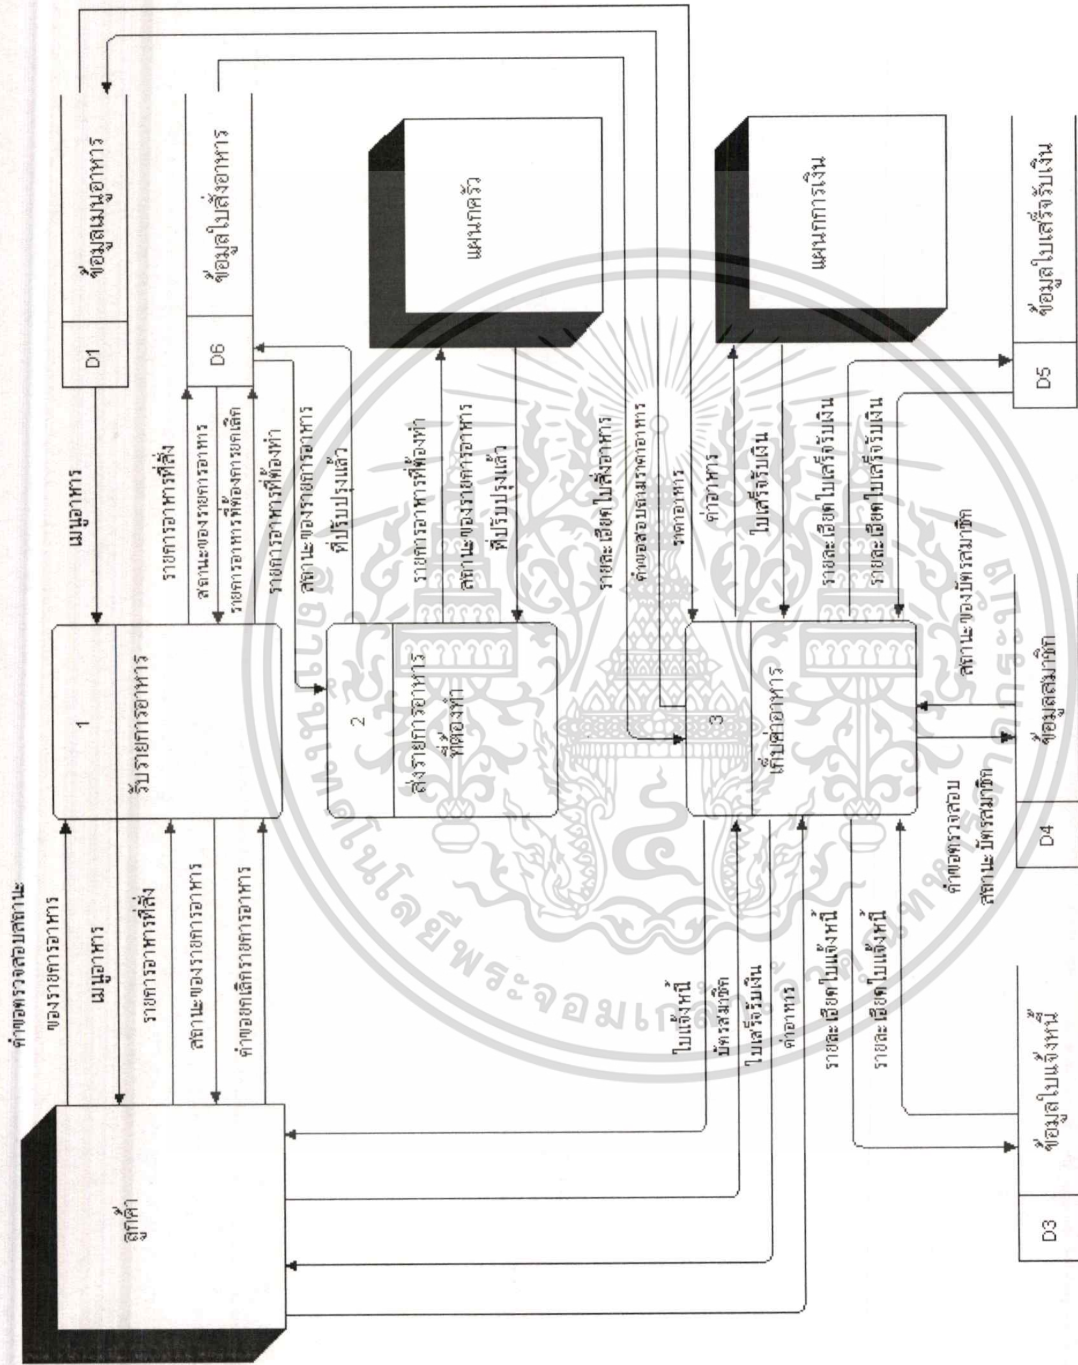 คำขอตรวจสอบสถานะ
ของรายการอาหาร
เมนูอาหาร
รายการอาหารที่สั่ง
สถานะของรายการอาหาร
คำขอยกเลิกรายการอาหาร
ลูกค้า
1
รับรายการอาหาร
เมนูอาหาร
D1
ข้อมูลเมนูอาหาร
รายการอาหารที่สั่ง
สถานะของรายการอาหาร
รายการอาหารที่ต้องการยกเลิก
รายการอาหารที่ต้องทำ
สถานะของรายการอาหาร
ที่ปรับปรุงแล้ว
D6
ข้อมูลใบสั่งอาหาร
2
ส่งรายการอาหาร
ที่ต้องทำ
รายการอาหารที่ต้องทำ
สถานะของรายการอาหาร
ที่ปรับปรุงแล้ว
แผนกครัว
รายละเอียดใบสั่งอาหาร
คำขอสอบถามราคาอาหาร
ราคาอาหาร
3
เก็บค่าอาหาร
ค่าอาหาร
ใบเสร็จรับเงิน
แผนกการเงิน
รายละเอียดใบเสร็จรับเงิน
รายละเอียดใบเสร็จรับเงิน
D5
ข้อมูลใบเสร็จรับเงิน
ใบแจ้งหนี้
บัตรสมาชิก
ใบเสร็จรับเงิน
ค่าอาหาร
รายละเอียดใบแจ้งหนี้
รายละเอียดใบแจ้งหนี้
คำขอตรวจสอบ
สถานะบัตรสมาชิก
สถานะของบัตรสมาชิก
D3
ข้อมูลใบแจ้งหนี้
D4
ข้อมูลสมาชิก